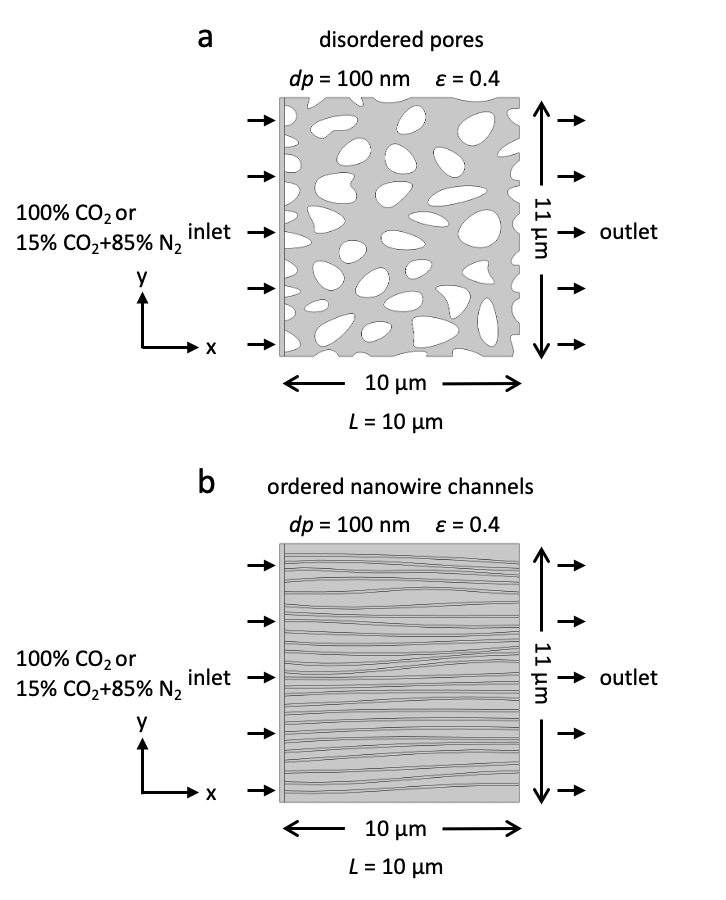 a
disordered pores
dp = 100 nm ε = 0.4
100% CO₂ or
15% CO₂+85% N₂
inlet
11 μm
outlet
y
x
10 μm
L = 10 μm
b
ordered nanowire channels
dp = 100 nm ε = 0.4
100% CO₂ or
15% CO₂+85% N₂
inlet
11 μm
outlet
y
x
10 μm
L = 10 μm